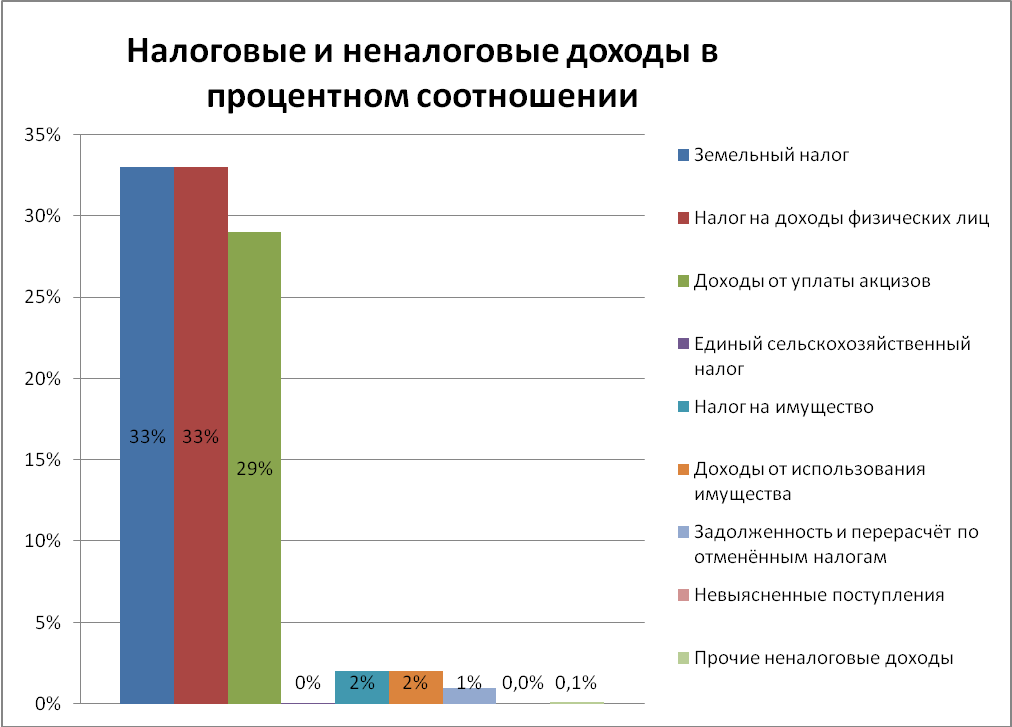 Налоговые и неналоговые доходы в
процентном соотношении
35%
30%
25%
20%
15%
10%
5%
0%
33%
33%
29%
0%
2%
2%
1%
0,0%
0,1%
Земельный налог
Налог на доходы физических лиц
Доходы от уплаты акцизов
Единый сельскохозяйственный
налог
Налог на имущество
Доходы от использования
имущества
Задолженность и перерасчёт по
отменённым налогам
Невыясненные поступления
Прочие неналоговые доходы